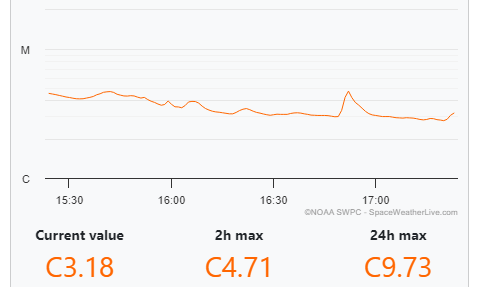 M
C
15:30 16:00 16:30 17:00
©NOAA SWPC - SpaceWeatherLive.com
Current value 2h max 24h max
C3.18 C4.71 C9.73